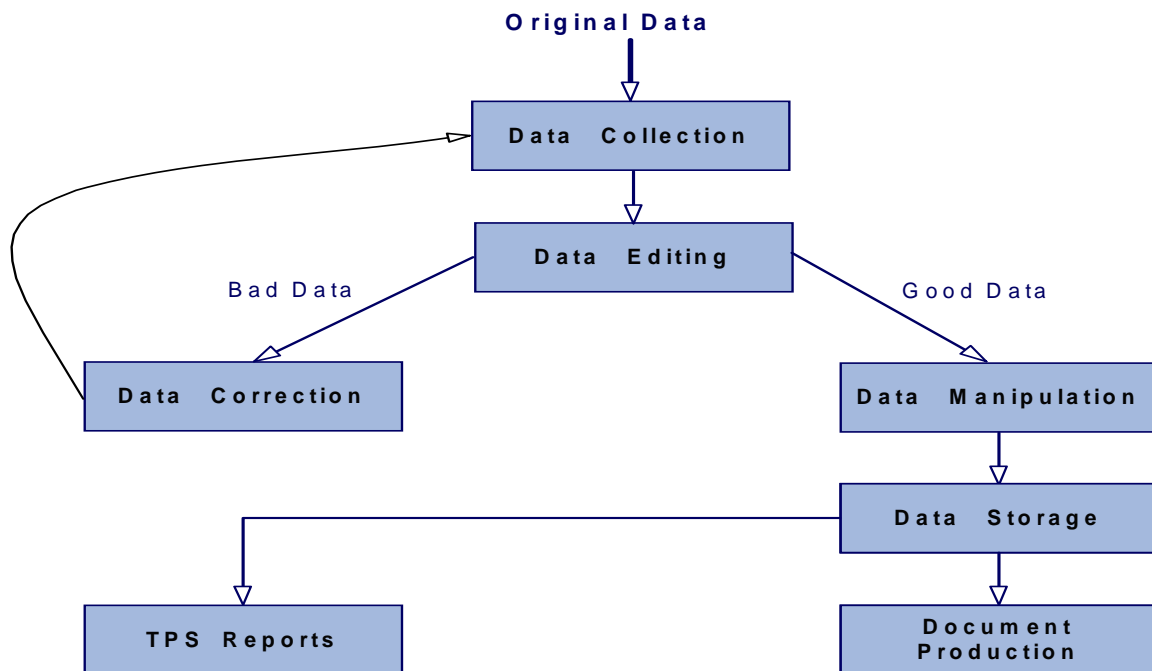 Original Data
Data Collection
Data Editing
Bad Data
Good Data
Data Correction
Data Manipulation
Data Storage
TPS Reports
Document
Production